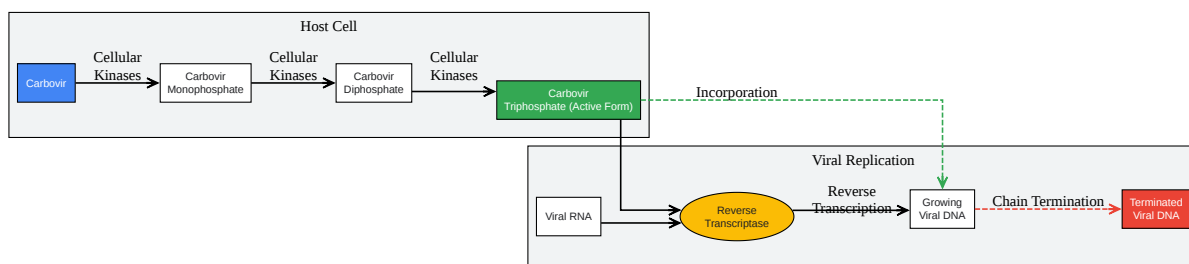 Host Cell
Cellular
Kinases
Cellular
Kinases
Cellular
Kinases
Carbovir
Carbovir
Monophosphate
Carbovir
Diphosphate
Carbovir
Triphosphate (Active Form)
Incorporation
Viral Replication
Viral RNA
Reverse
Transcriptase
Reverse
Transcription
Growing
Viral DNA
Chain Termination
Terminated
Viral DNA